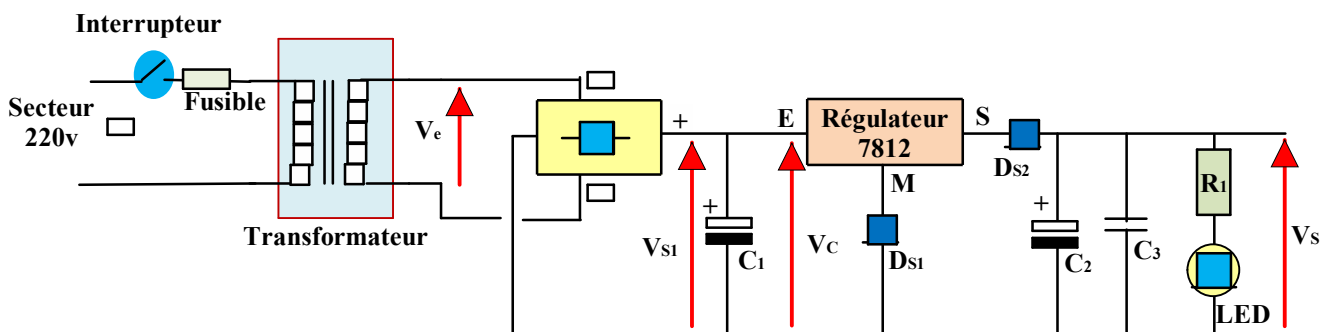 Interrupteur
Fusible
Secteur
220v
Transformateur
Ve
+
VS1
+
C1
E
VC
Régulateur
7812
S
M
DS1
DS2
+
C2
C3
R1
LED
VS